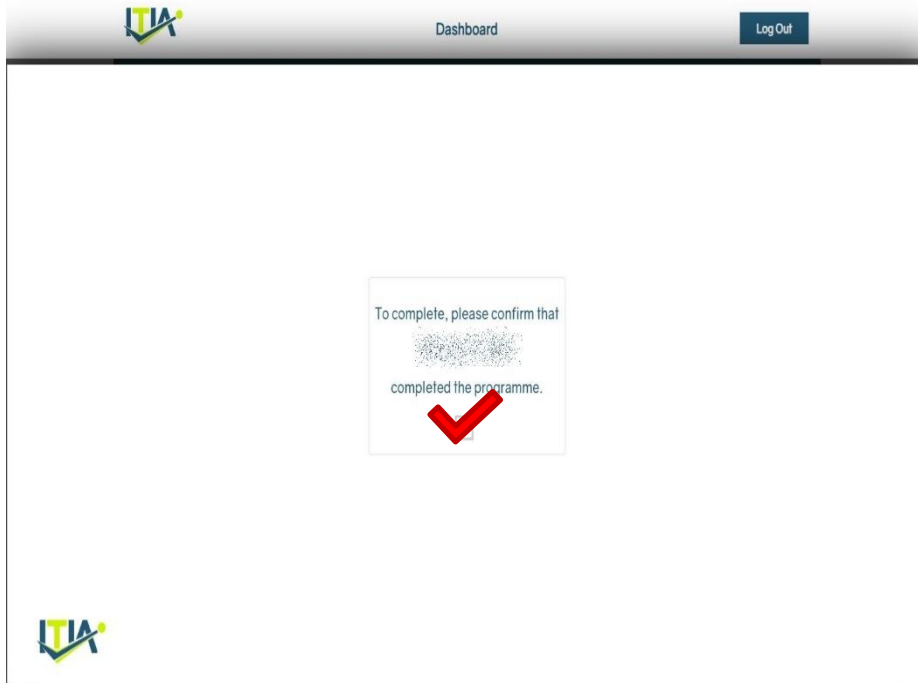 ITIA
Dashboard
Log Out
To complete, please confirm that
completed the programme.
ITIA